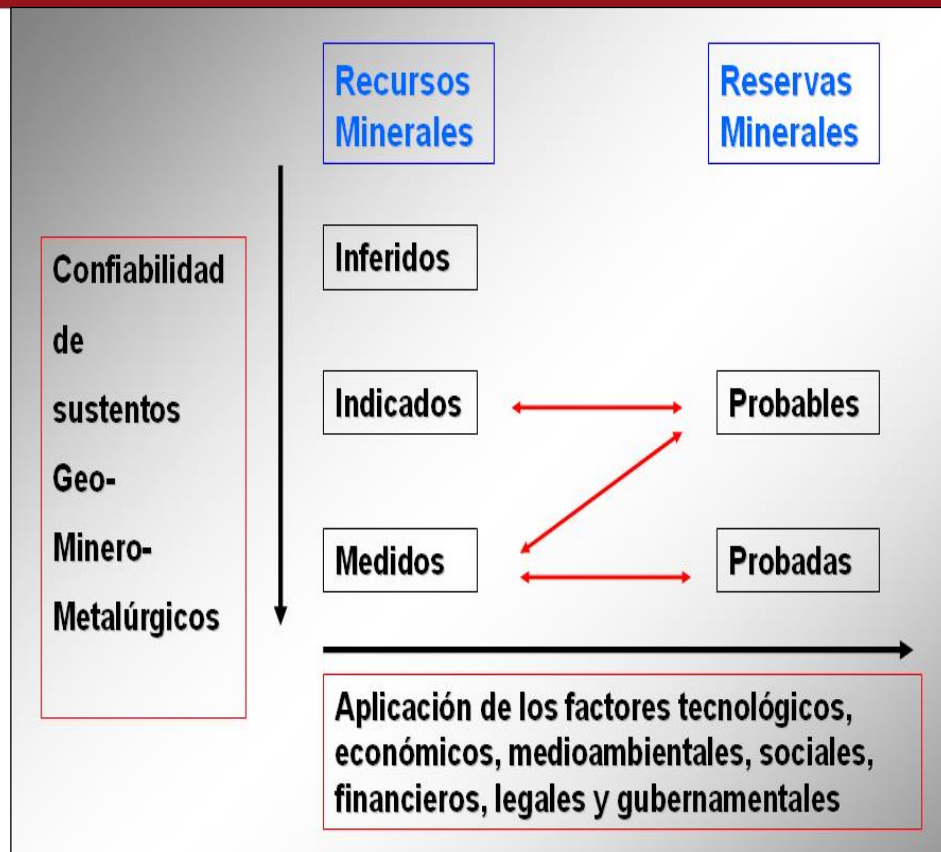 Recursos
Minerales
Reservas
Minerales
Confiabilidad
de
sustentos
Geo-
Minero-
Metalúrgicos
Inferidos
Indicados
Probables
Medidos
Probadas
Aplicación de los factores tecnológicos,
económicos, medioambientales, sociales,
financieros, legales y gubernamentales